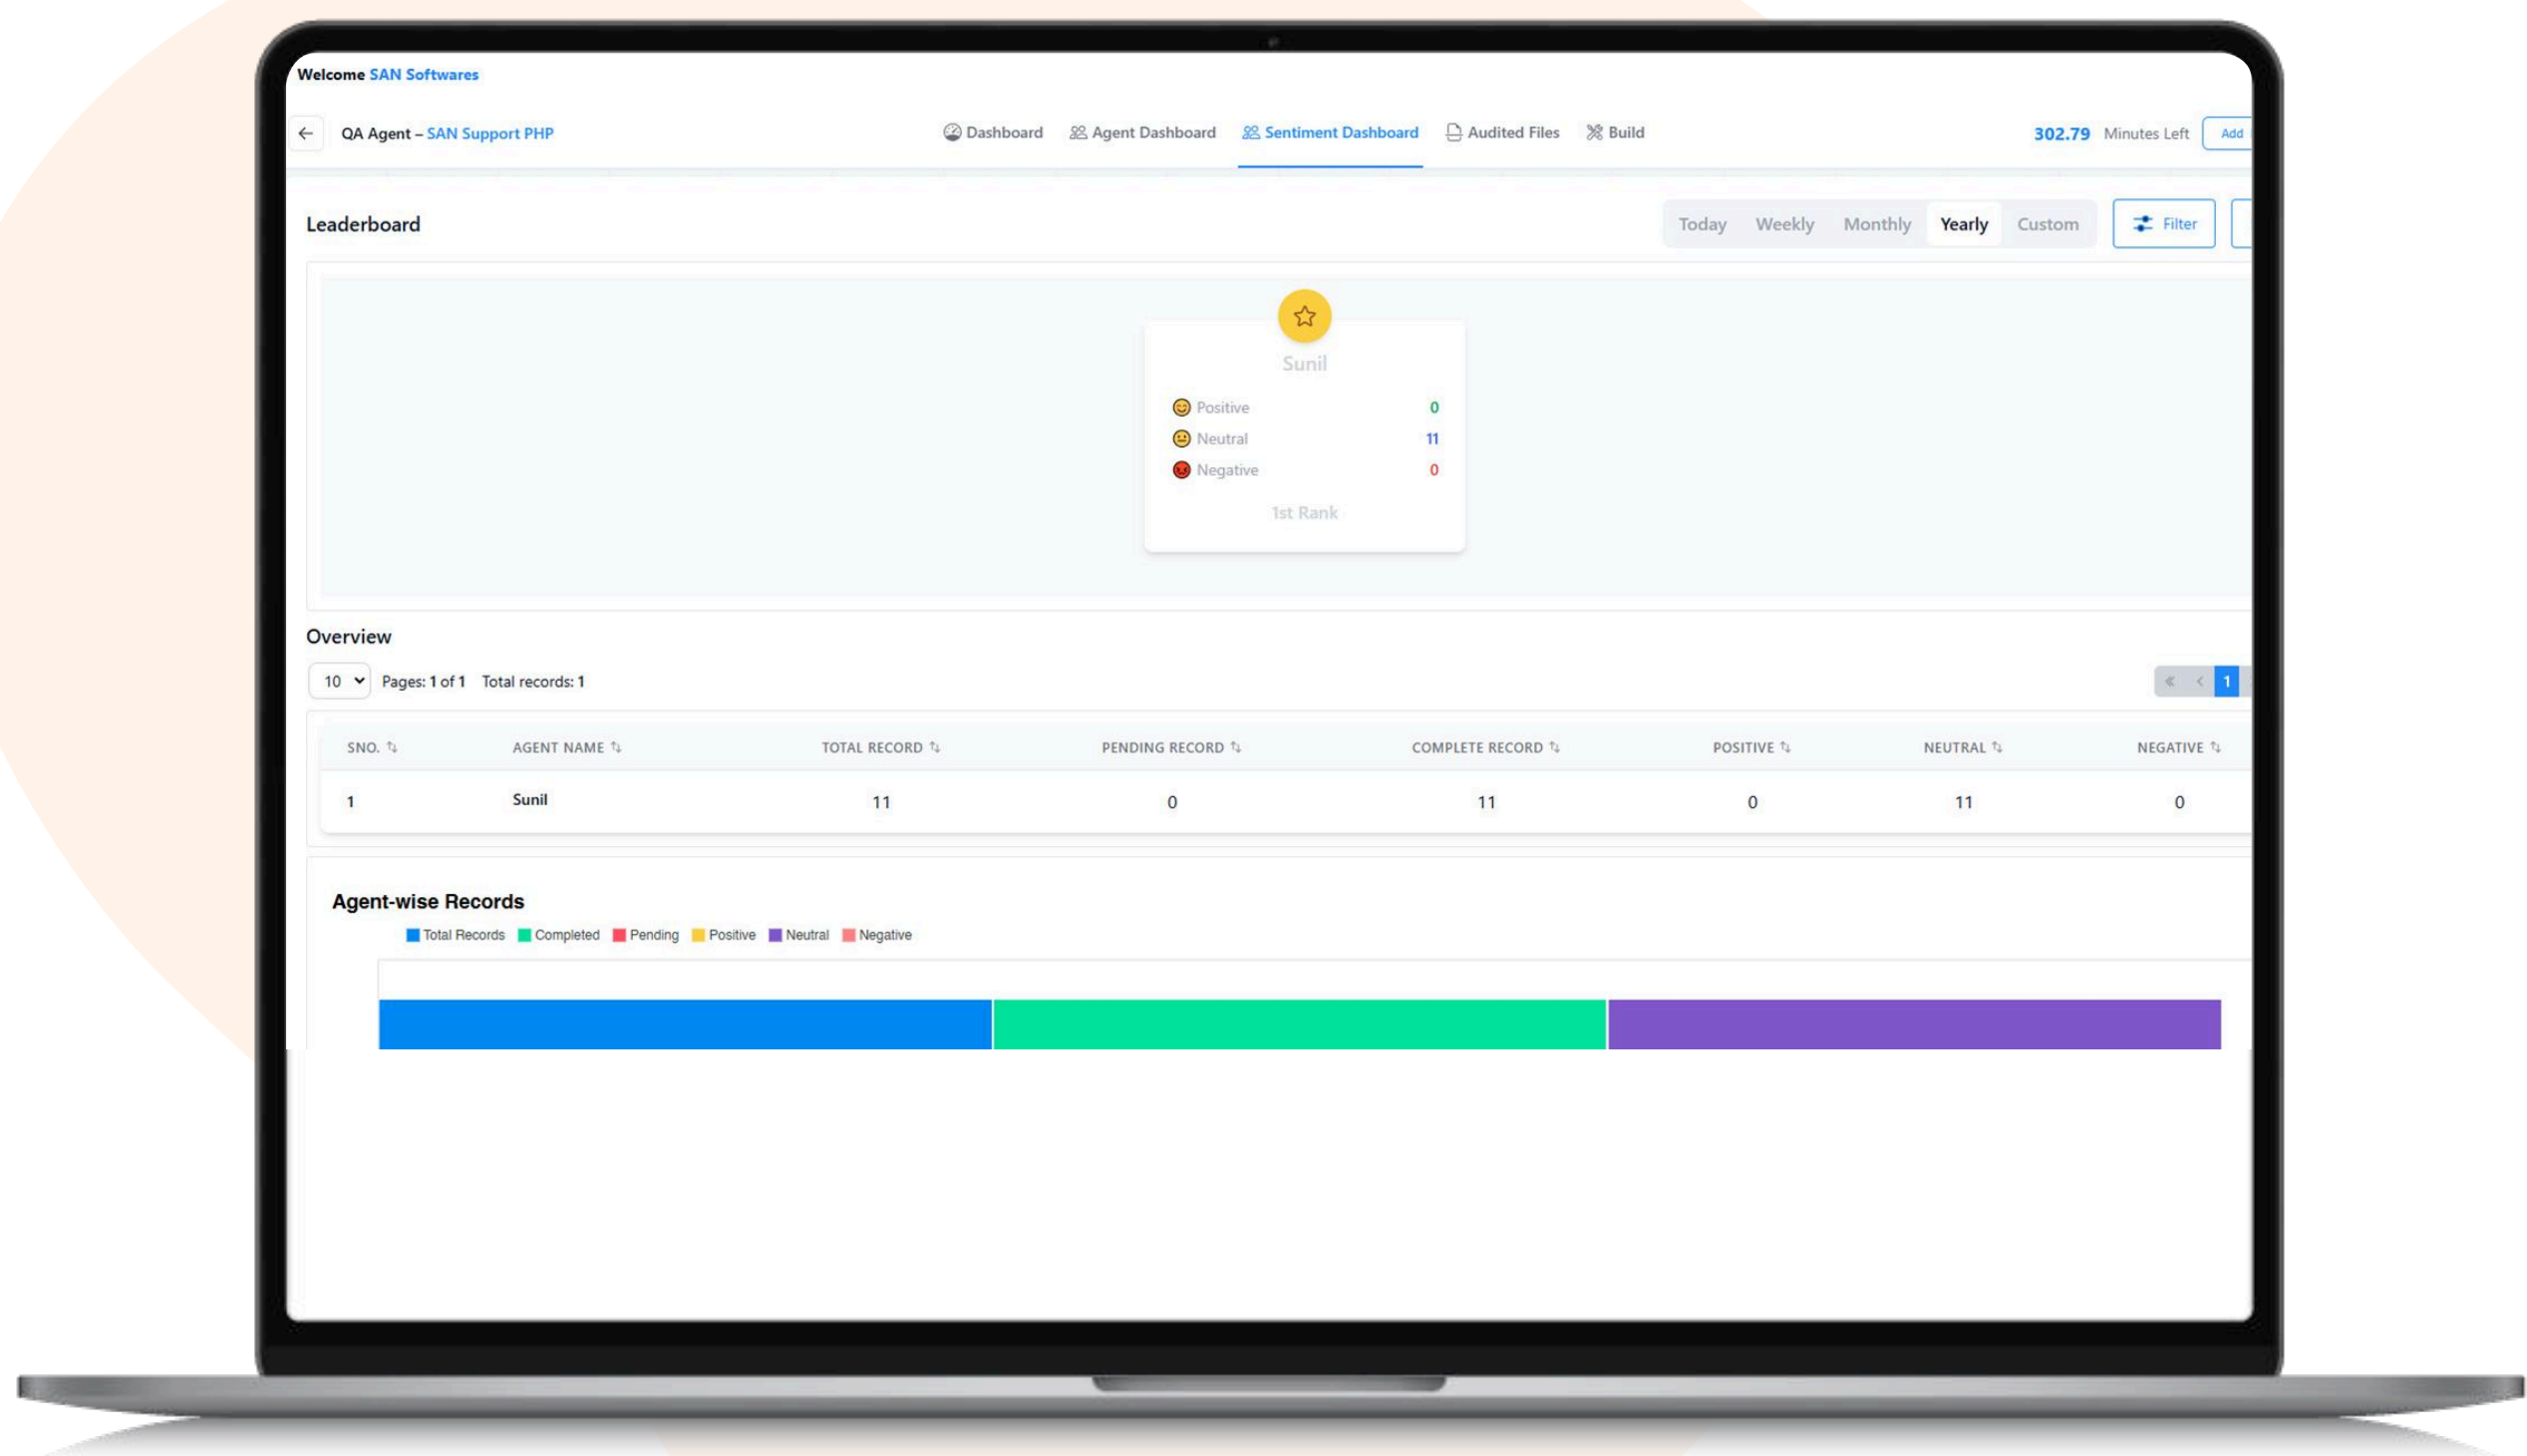 Welcome SAN Softwares
QA Agent – SAN Support PHP
Dashboard Agent Dashboard Sentiment Dashboard Audited Files Build
302.79 Minutes Left Add
Leaderboard
Today Weekly Monthly Yearly Custom Filter
Sunil
Positive 0
Neutral 11
Negative 0
1st Rank
Overview
10 Pages: 1 of 1 Total records: 1
« < 1
SNO. AGENT NAME TOTAL RECORD PENDING RECORD COMPLETE RECORD POSITIVE NEUTRAL NEGATIVE
1 Sunil 11 0 11 0 11 0
Agent-wise Records
Total Records Completed Pending Positive Neutral Negative